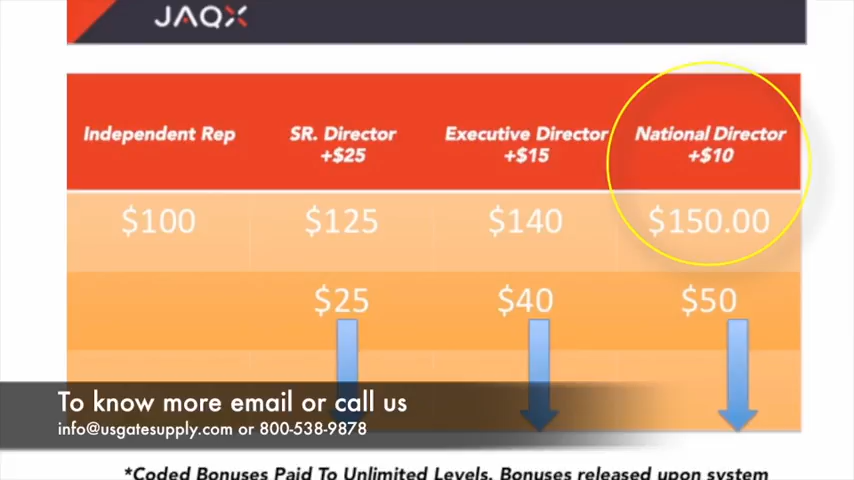 JAQX
Independent Rep SR. Director Executive Director National Director
+$25 +$15 +$10
$100 $125 $140 $150.00
$25 $40 $50
To know more email or call us
info@usgatesupply.com or 800-538-9878
*Coded Bonuses Paid To Unlimited Levels. Bonuses released upon system